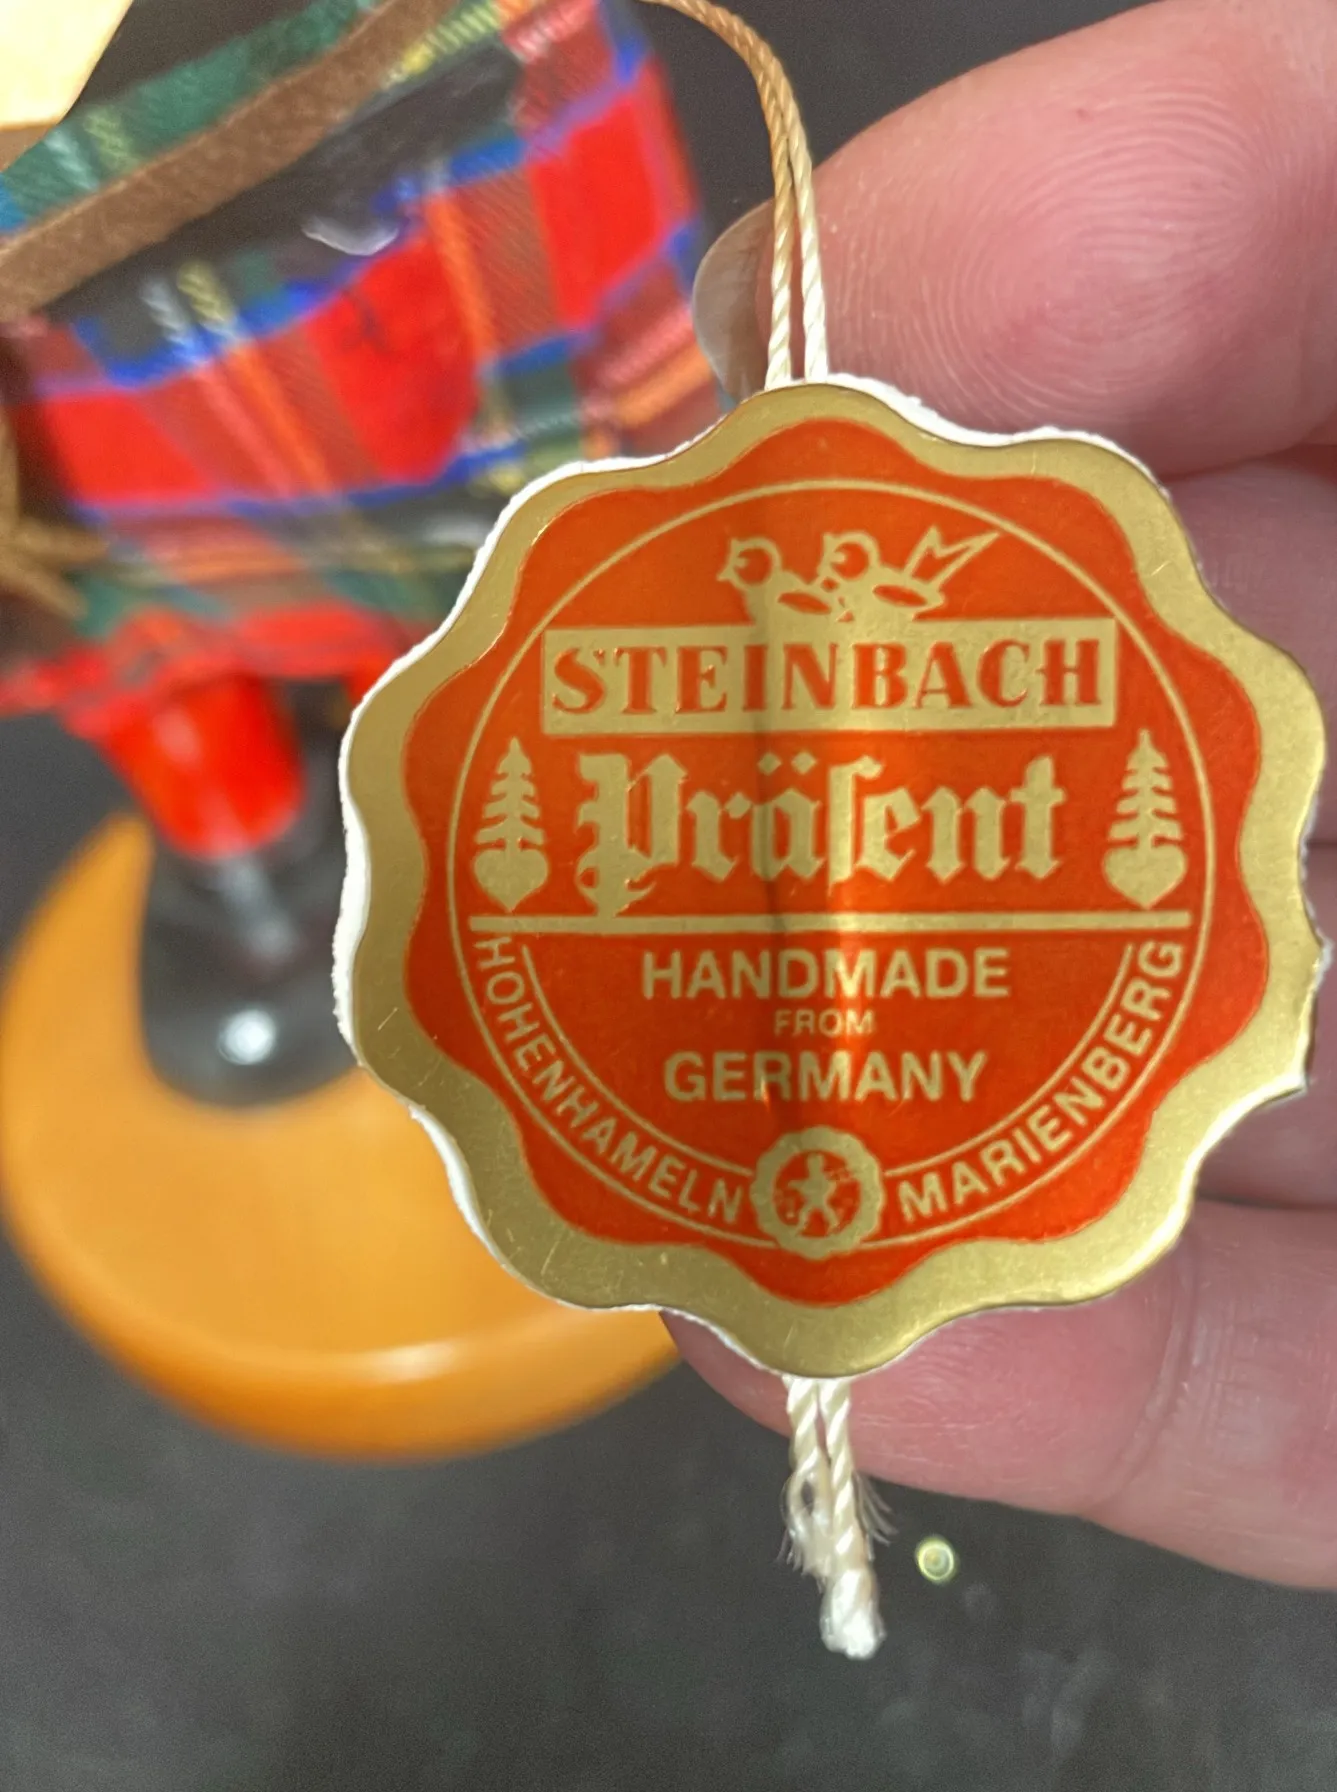 STEINBACH
Präſent
HANDMADE
FROM
GERMANY
HOHENHAMELN
MARIENBERG